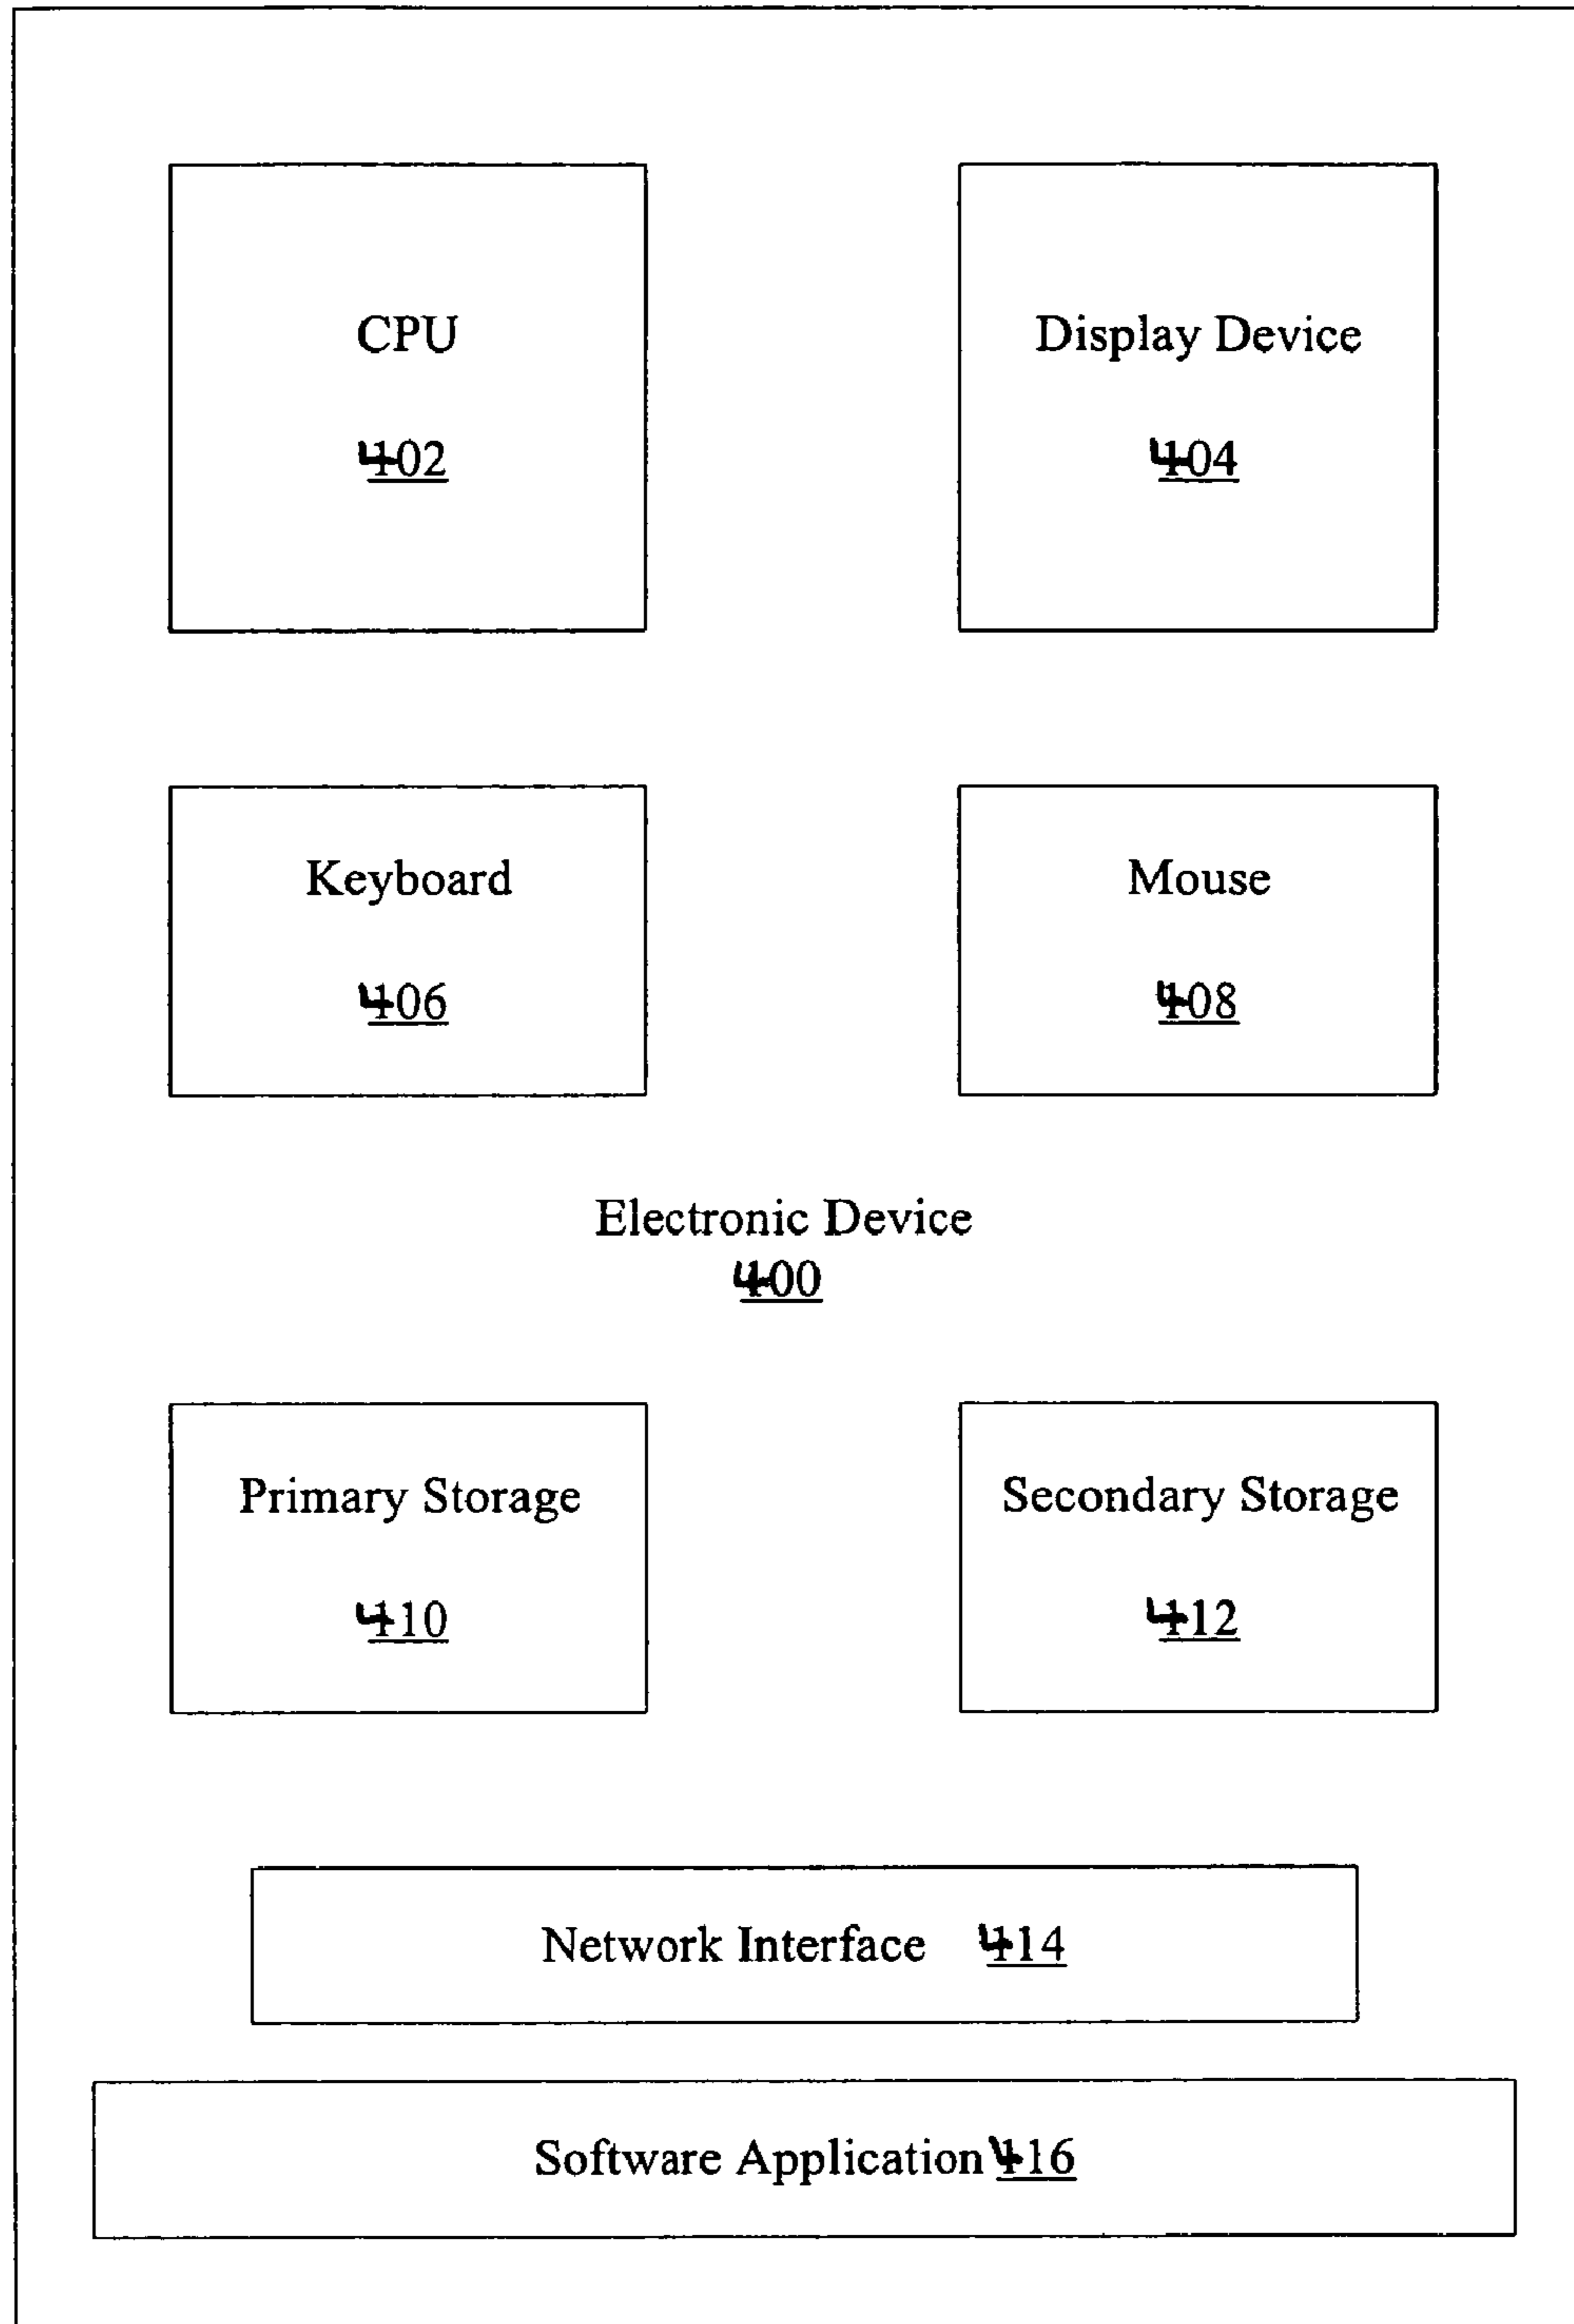 CPU
402
Display Device
404
Keyboard
406
Mouse
408
Electronic Device
400
Primary Storage
410
Secondary Storage
412
Network Interface 414
Software Application 416